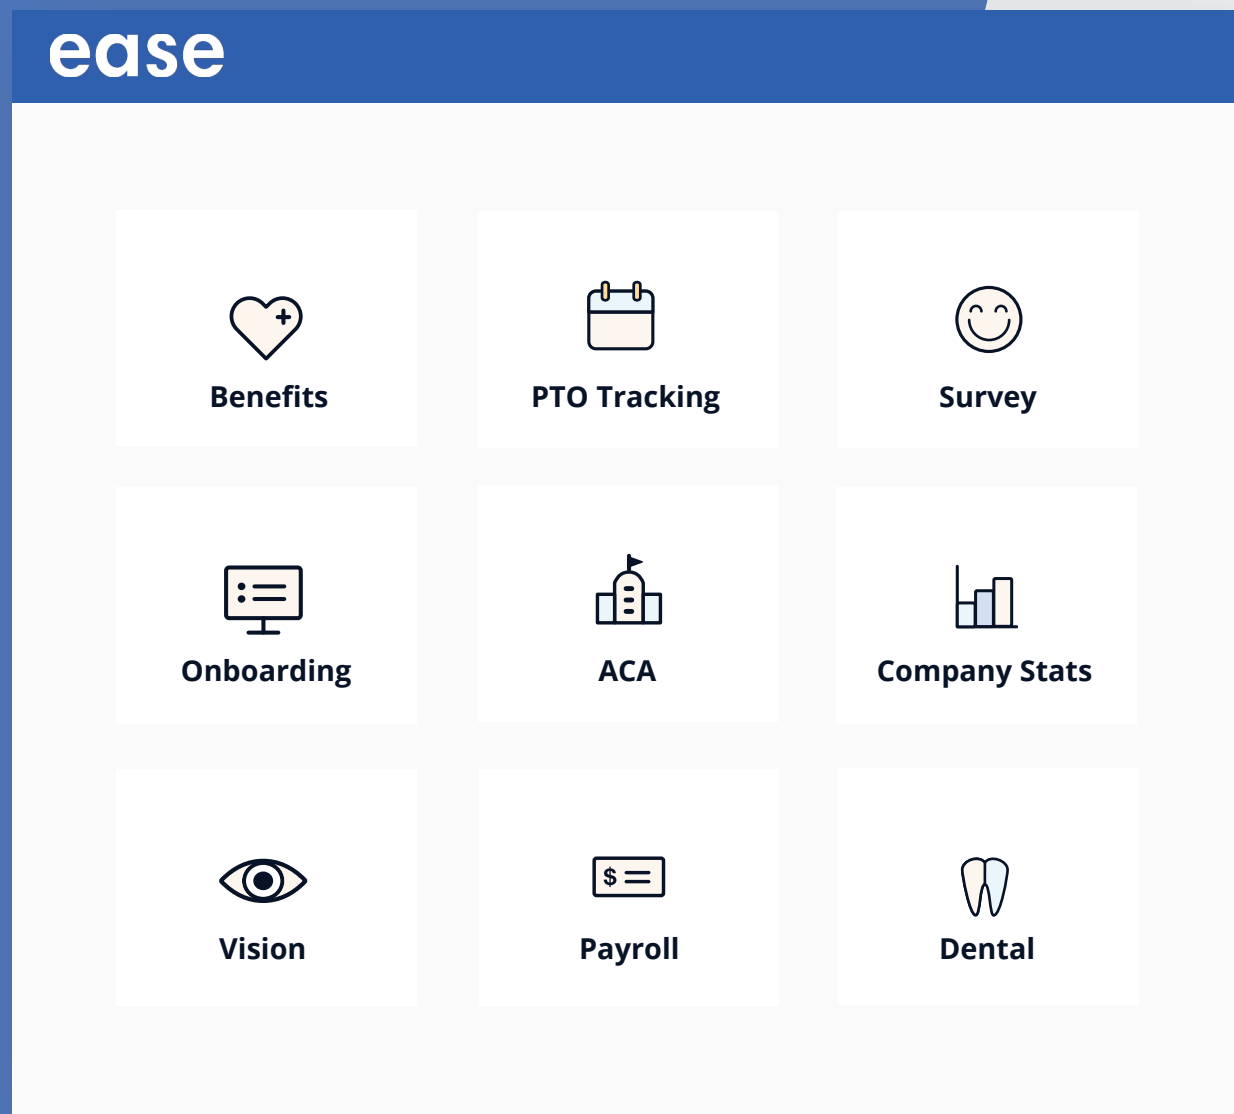 ease
Benefits
PTO Tracking
Survey
Onboarding
ACA
Company Stats
Vision
$
Payroll
Dental